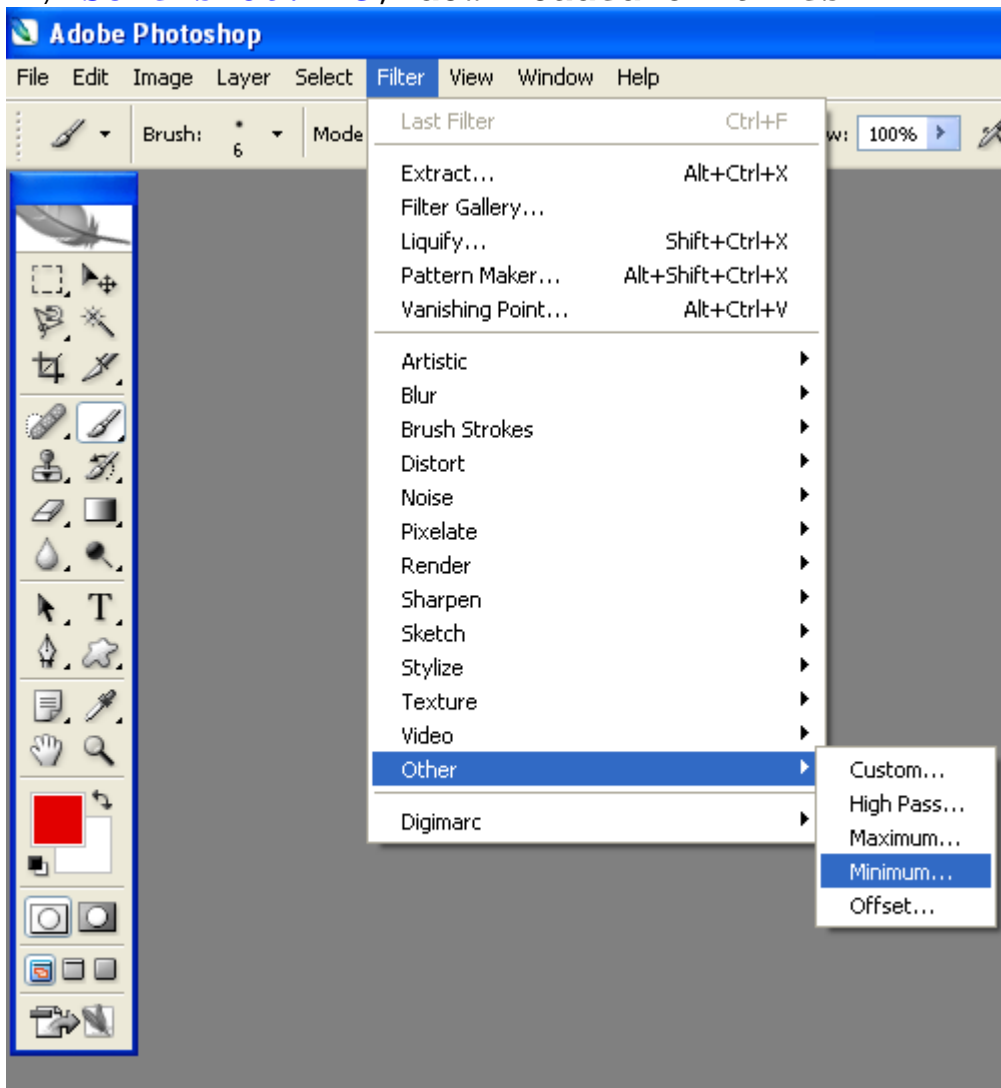 Adobe Photoshop
File Edit Image Layer Select Filter View Window Help
Brush: 6 Mode w: 100%
Last Filter Ctrl+F
Extract... Alt+Ctrl+X
Filter Gallery...
Liquify... Shift+Ctrl+X
Pattern Maker... Alt+Shift+Ctrl+X
Vanishing Point... Alt+Ctrl+V
Artistic
Blur
Brush Strokes
Distort
Noise
Pixelate
Render
Sharpen
Sketch
Stylize
Texture
Video
Other
Custom...
High Pass...
Maximum...
Minimum...
Offset...
Digimarc
T